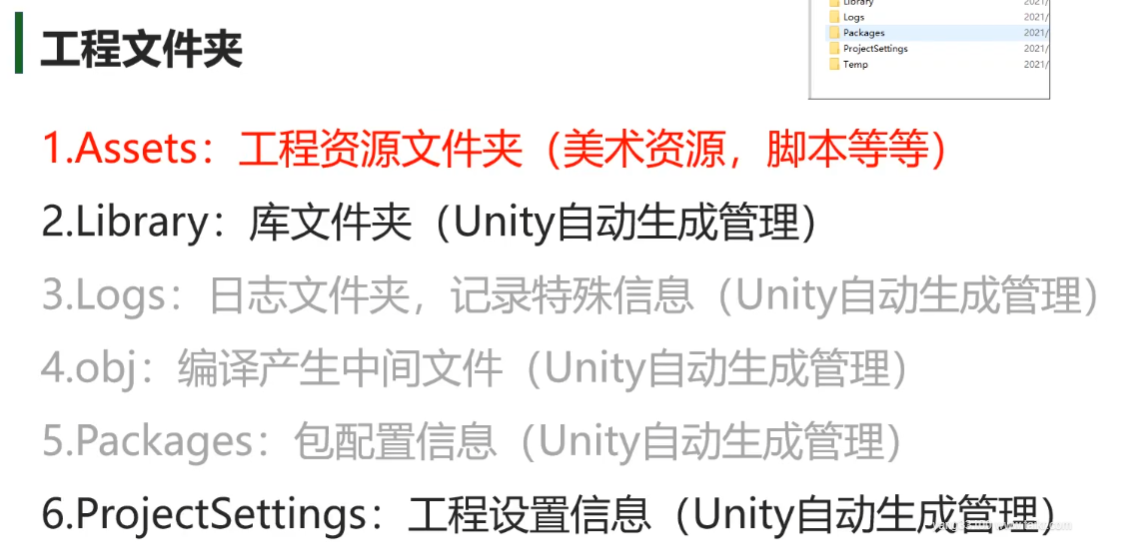 Library 2021/
Logs 2021/
Packages 2021/
ProjectSettings 2021/
Temp 2021/
工程文件夹
1.Assets：工程资源文件夹（美术资源，脚本等等）
2.Library：库文件夹（Unity自动生成管理）
3.Logs：日志文件夹，记录特殊信息（Unity自动生成管理）
4.obj：编译产生中间文件（Unity自动生成管理）
5.Packages：包配置信息（Unity自动生成管理）
6.ProjectSettings：工程设置信息（Unity自动生成管理）